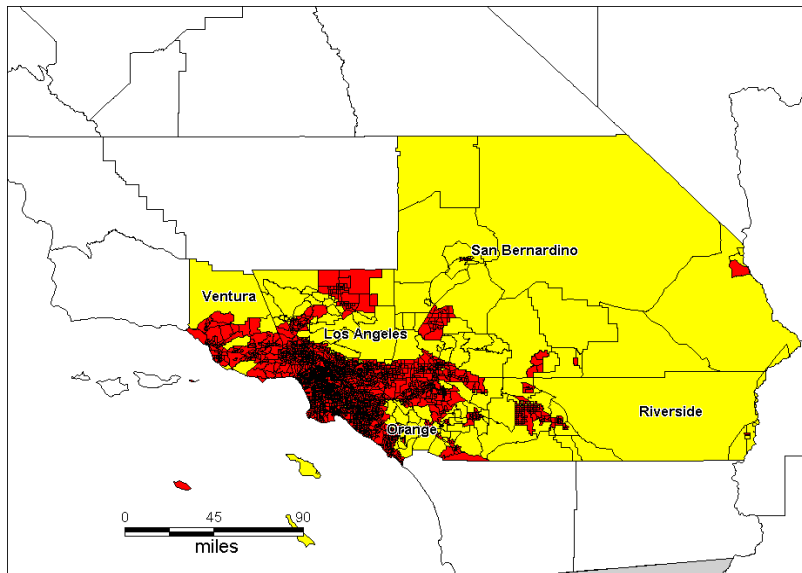 San Bernardino
Ventura
Los Angeles
Riverside
Orange
0 45 90
miles